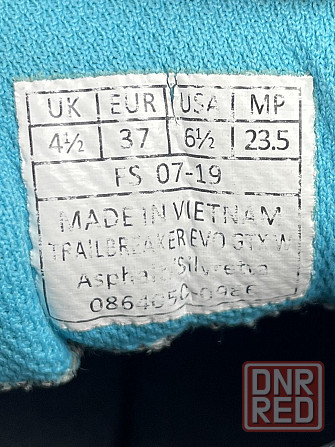 UK EUR USA MP
4½ 37 6½ 23.5
FS 07-19
MADE IN VIETNAM
TRAILBREAKER EVO GTX W
Asphalt/Silvretta
DNR
RED